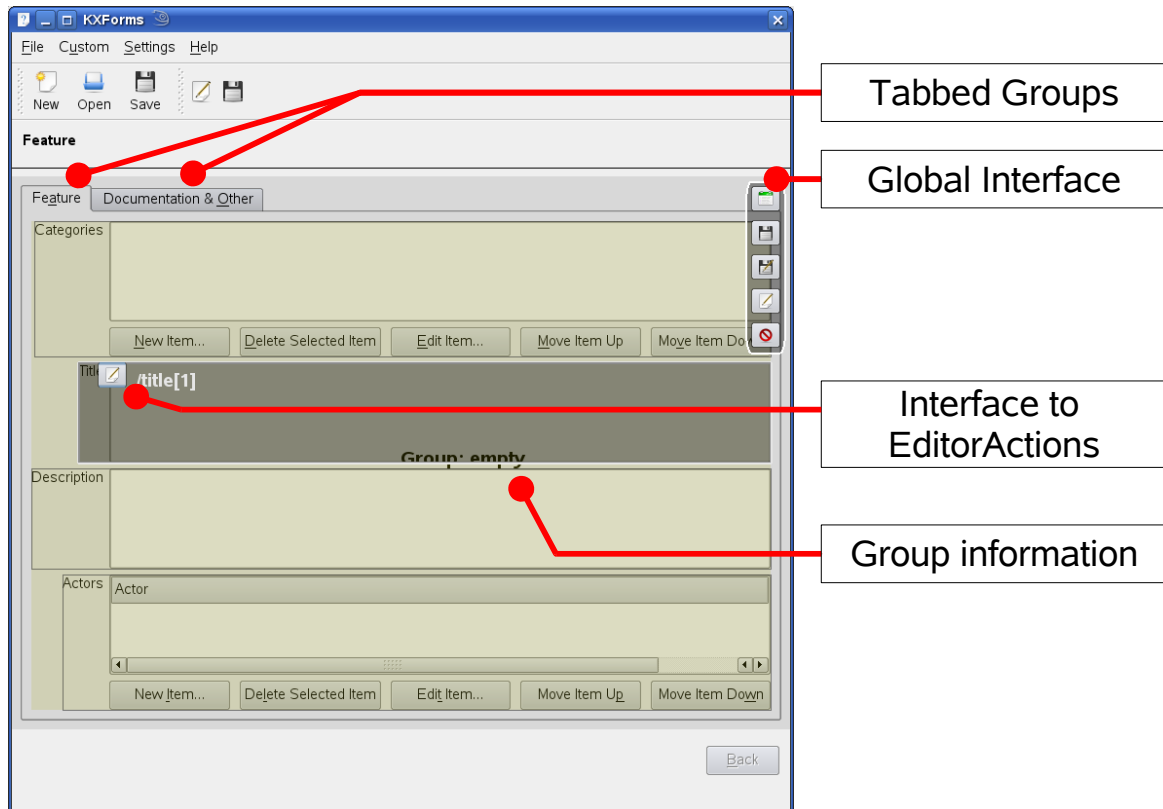 KXForms
File Custom Settings Help
New Open Save
Feature
Tabbed Groups
Global Interface
Feature Documentation & Other
Categories
New Item... Delete Selected Item Edit Item... Move Item Up Move Item Do
Title /title[1]
Interface to
EditorActions
Group: empty
Description
Group information
Actors Actor
New Item... Delete Selected Item Edit Item... Move Item Up Move Item Down
Back